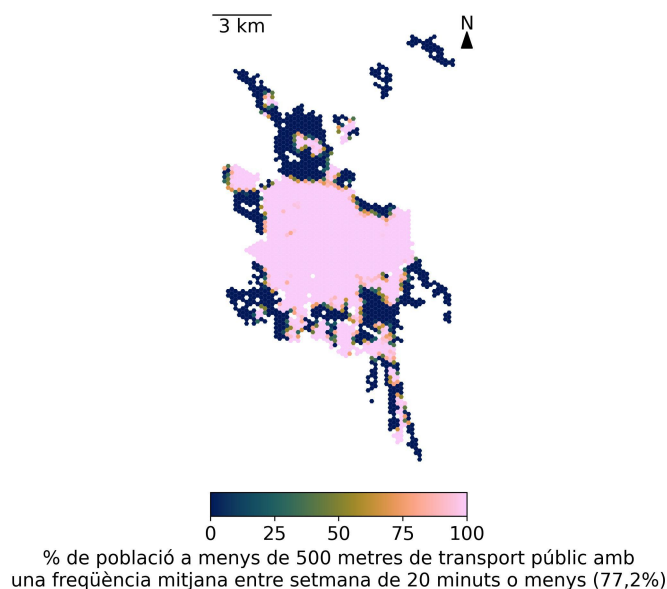 3 km
N
0 25 50 75 100
% de població a menys de 500 metres de transport públic amb
una freqüència mitjana entre setmana de 20 minuts o menys (77,2%)